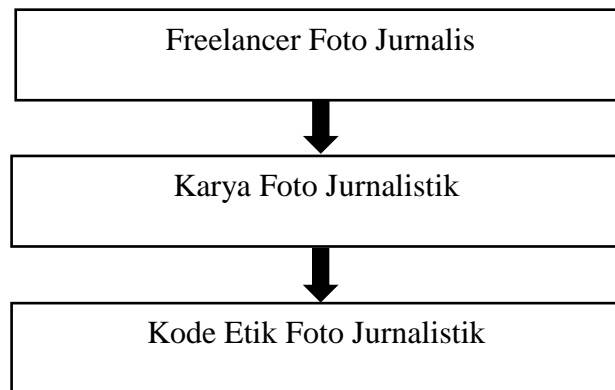 Freelancer Foto Jurnalis
Karya Foto Jurnalistik
Kode Etik Foto Jurnalistik